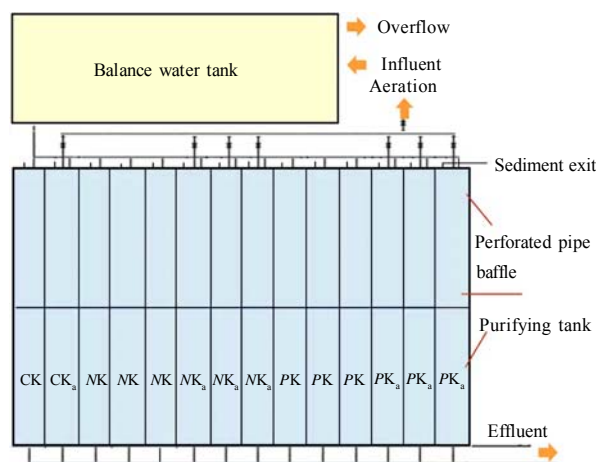 Overflow
Balance water tank
Influent
Aeration
Sediment exit
Perforated pipe
baffle
Purifying tank
CK CKa NK NK NK NKa NKa NKa PK PK PK PKa PKa PKa
Effluent